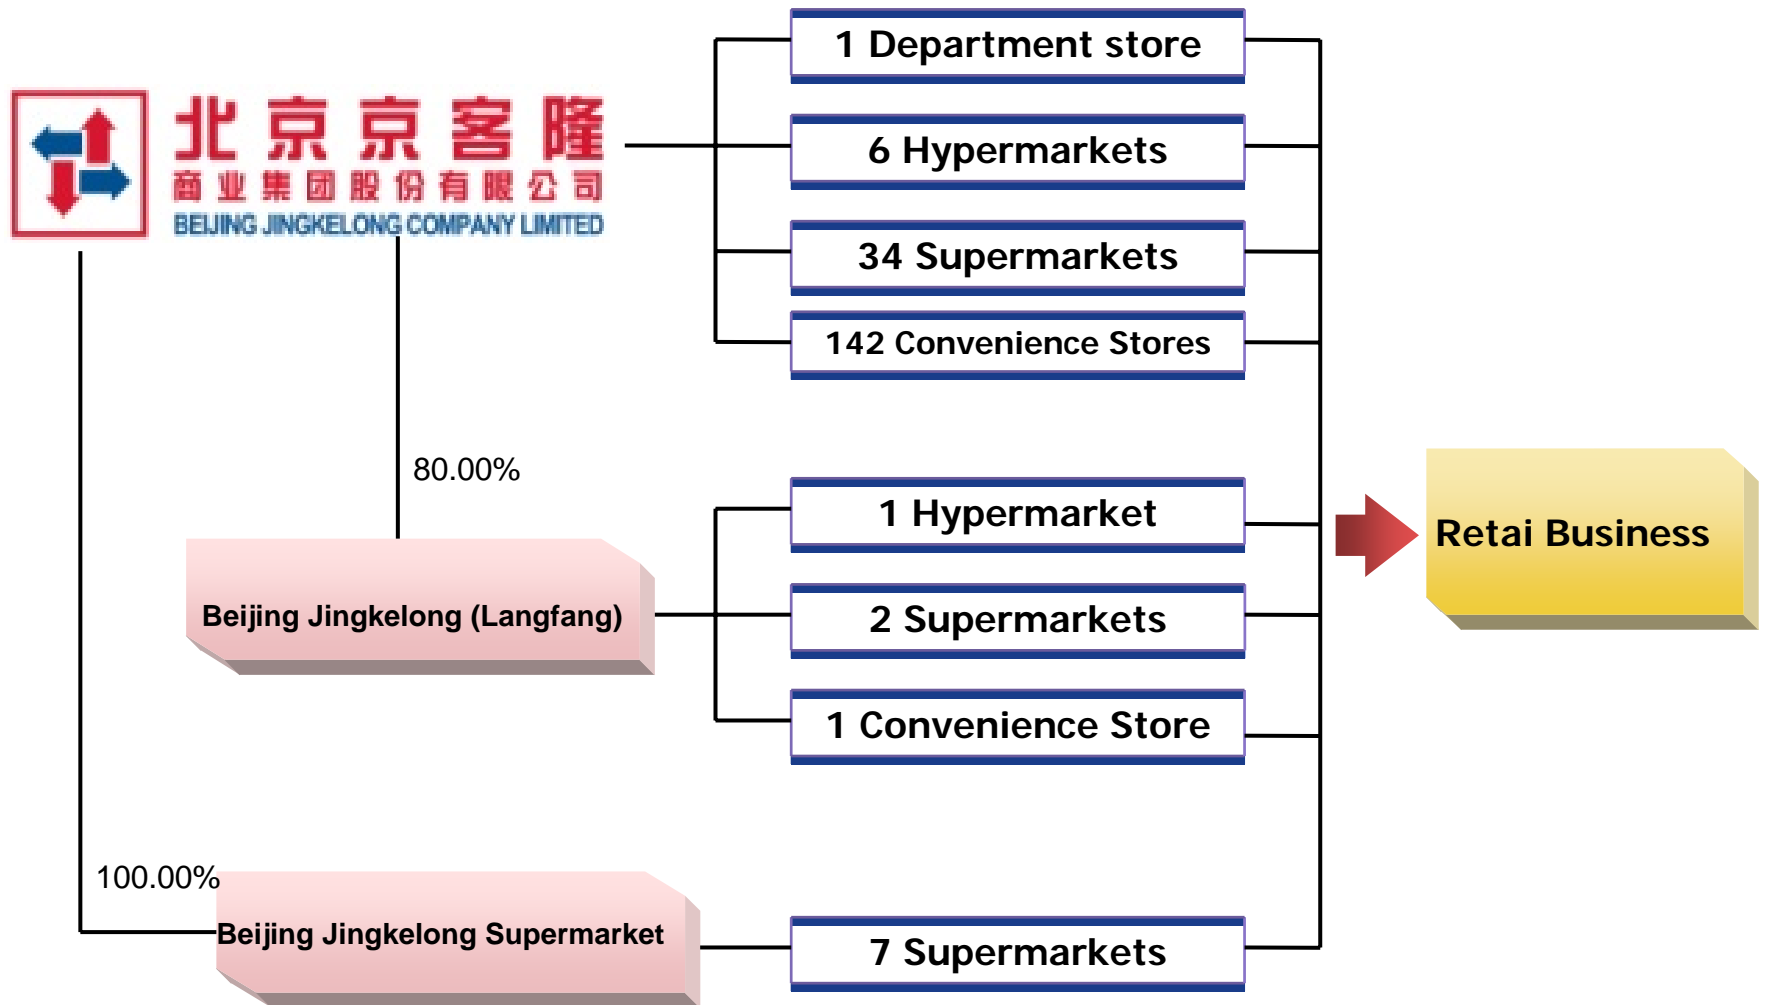 北京京客隆
商业集团股份有限公司
BEIJING JINGKELONG COMPANY LIMITED
1 Department store
6 Hypermarkets
34 Supermarkets
142 Convenience Stores
80.00%
Beijing Jingkelong (Langfang)
1 Hypermarket
2 Supermarkets
1 Convenience Store
100.00%
Beijing Jingkelong Supermarket
7 Supermarkets
Retai Business